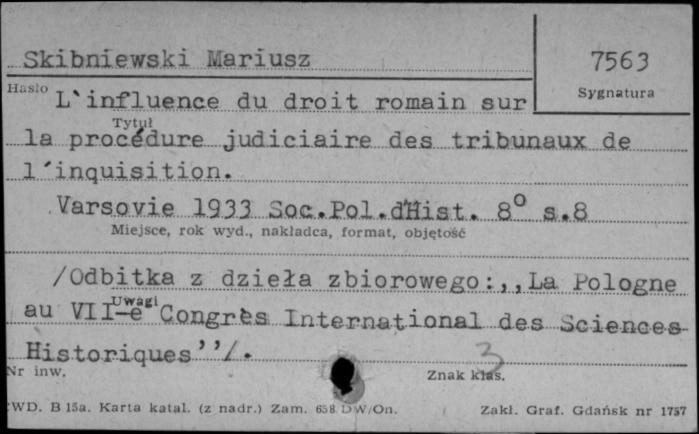 Skibniewski Mariusz
7563
Hasło
Sygnatura
L`influence du droit romain sur
Tytuł
la procédure judiciaire des tribunaux de
l´inquisition.
Varsovie 1933 Soc.Pol.d'Hist. 8° s.8
Miejsce, rok wyd., nakładca, format, objętość
/Odbitka z dzieła zbiorowego:,,La Pologne
Uwagi
au VII-e Congrès International des Sciences
Historiques’’/.
3
Nr inw.
Znak klas.
WD. B 15a. Karta katal. (z nadr.) Zam. 658 DW/On.
Zakł. Graf. Gdańsk nr 1757